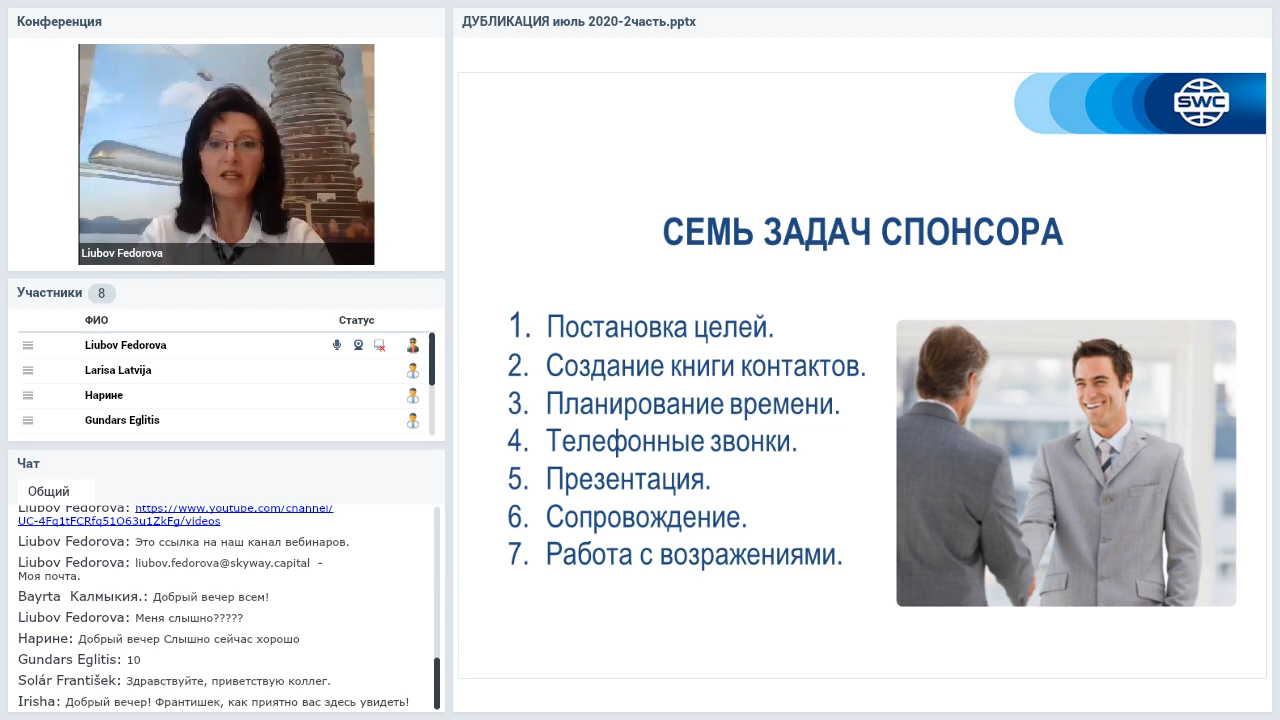 Конференция
Liubov Fedorova
Участники 8
ФИО Статус
Liubov Fedorova
Larisa Latvija
Нарине
Gundars Eglitis
Чат
Общий
Liubov Fedorova: https://www.youtube.com/channel/
UC-4Fq1tFCRfq51O63u1ZkFg/videos
Liubov Fedorova: Это ссылка на наш канал вебинаров.
Liubov Fedorova: liubov.fedorova@skyway.capital -
Моя почта.
Bayrta Калмыкия.: Добрый вечер всем!
Liubov Fedorova: Меня слышно?????
Нарине: Добрый вечер Слышно сейчас хорошо
Gundars Eglitis: 10
Solár František: Здравствуйте, приветствую коллег.
Irisha: Добрый вечер! Франтишек, как приятно вас здесь увидеть!
ДУБЛИКАЦИЯ июль 2020-2часть.pptx
SWC
СЕМЬ ЗАДАЧ СПОНСОРА
1. Постановка целей.
2. Создание книги контактов.
3. Планирование времени.
4. Телефонные звонки.
5. Презентация.
6. Сопровождение.
7. Работа с возражениями.